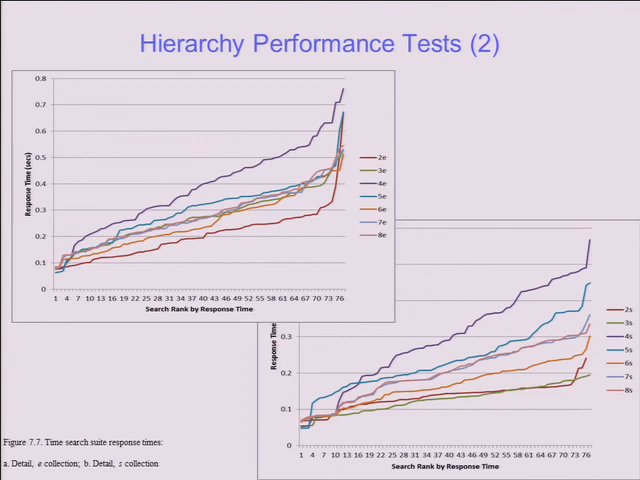 Hierarchy Performance Tests (2)
0.8
0.7
0.6
0.5
0.4
0.3
0.2
0.1
0
Response Time (secs)
1 4 7 10 13 16 19 22 25 28 31 34 37 40 43 46 49 52 55 58 61 64 67 70 73 76
Search Rank by Response Time
2e
3e
4e
5e
6e
7e
8e
0.3
0.2
0.1
0
Response Time
1 4 7 10 13 16 19 22 25 28 31 34 37 40 43 46 49 52 55 58 61 64 67 70 73 76
Search Rank by Response Time
2s
3s
4s
5s
6s
7s
8s
Figure 7.7. Time search suite response times:
a. Detail, e collection; b. Detail, s collection